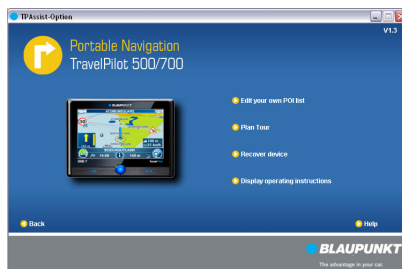 TPAssist-Option
V1.3
Portable Navigation
TravelPilot 500/700
BLAUPUNKT
Edit your own POI list
Plan Tour
Recover device
Display operating instructions
Back
Help
BLAUPUNKT
The advantage in your car.